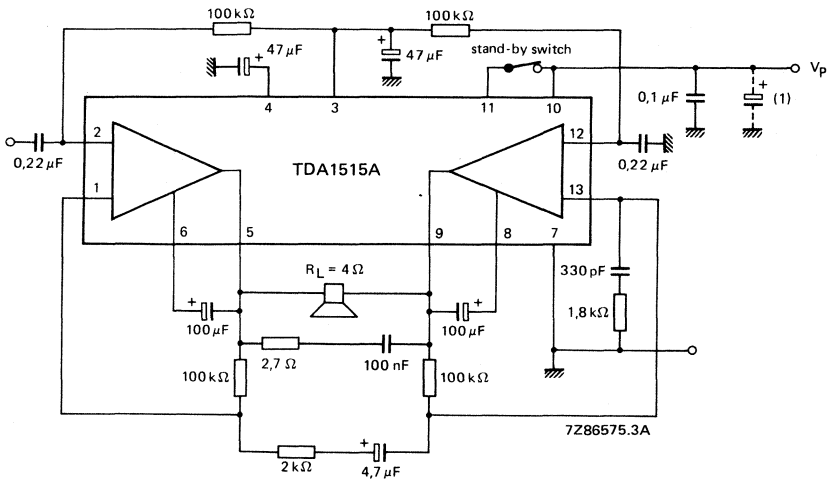 100 kΩ
100 kΩ
+ 47 µF
+ 47 µF
stand-by switch
V_P
4
3
11
10
0,1 µF
+ (1)
2
12
0,22 µF
TDA1515A
0,22 µF
1
13
6
5
9
8
7
R_L = 4 Ω
330 pF
+ 100 µF
100 µF +
1,8 kΩ
2,7 Ω
100 nF
100 kΩ
100 kΩ
7Z86575.3A
2 kΩ
+ 4,7 µF